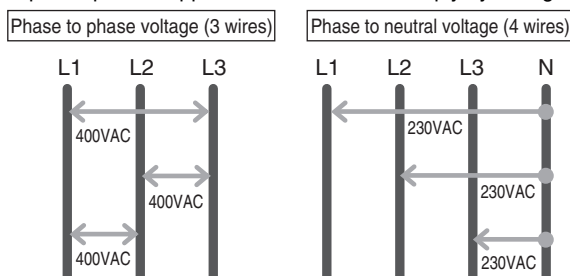 Phase to phase voltage (3 wires)
Phase to neutral voltage (4 wires)
L1 L2 L3
400VAC
400VAC
400VAC
L1 L2 L3 N
230VAC
230VAC
230VAC